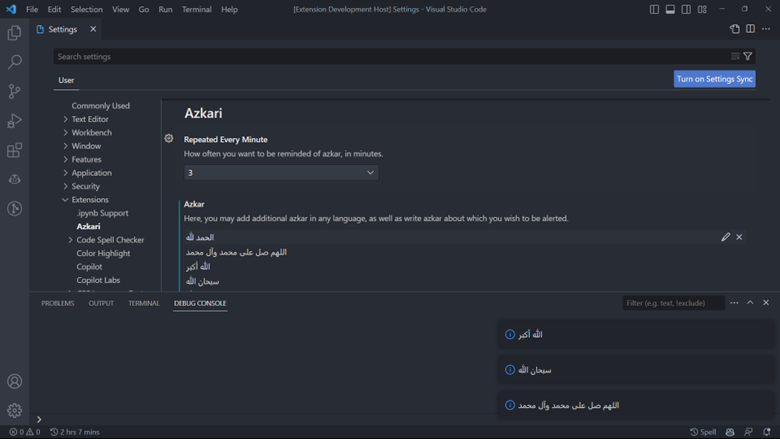 File Edit Selection View Go Run Terminal Help
[Extension Development Host] Settings - Visual Studio Code
Settings
Search settings
User
Turn on Settings Sync
Commonly Used
Text Editor
Workbench
Window
Features
Application
Security
Extensions
.ipynb Support
Azkari
Code Spell Checker
Color Highlight
Copilot
Copilot Labs
Azkari
Repeated Every Minute
How often you want to be reminded of azkar, in minutes.
3
Azkar
Here, you may add additional azkar in any language, as well as write azkar about which you wish to be alerted.
الحمد لله
اللهم صل على محمد وآل محمد
الله أكبر
سبحان الله
PROBLEMS OUTPUT TERMINAL DEBUG CONSOLE
Filter (e.g. text, !exclude)
الله أكبر
سبحان الله
اللهم صل على محمد وآل محمد
0 0 2 hrs 7 mins
Spell